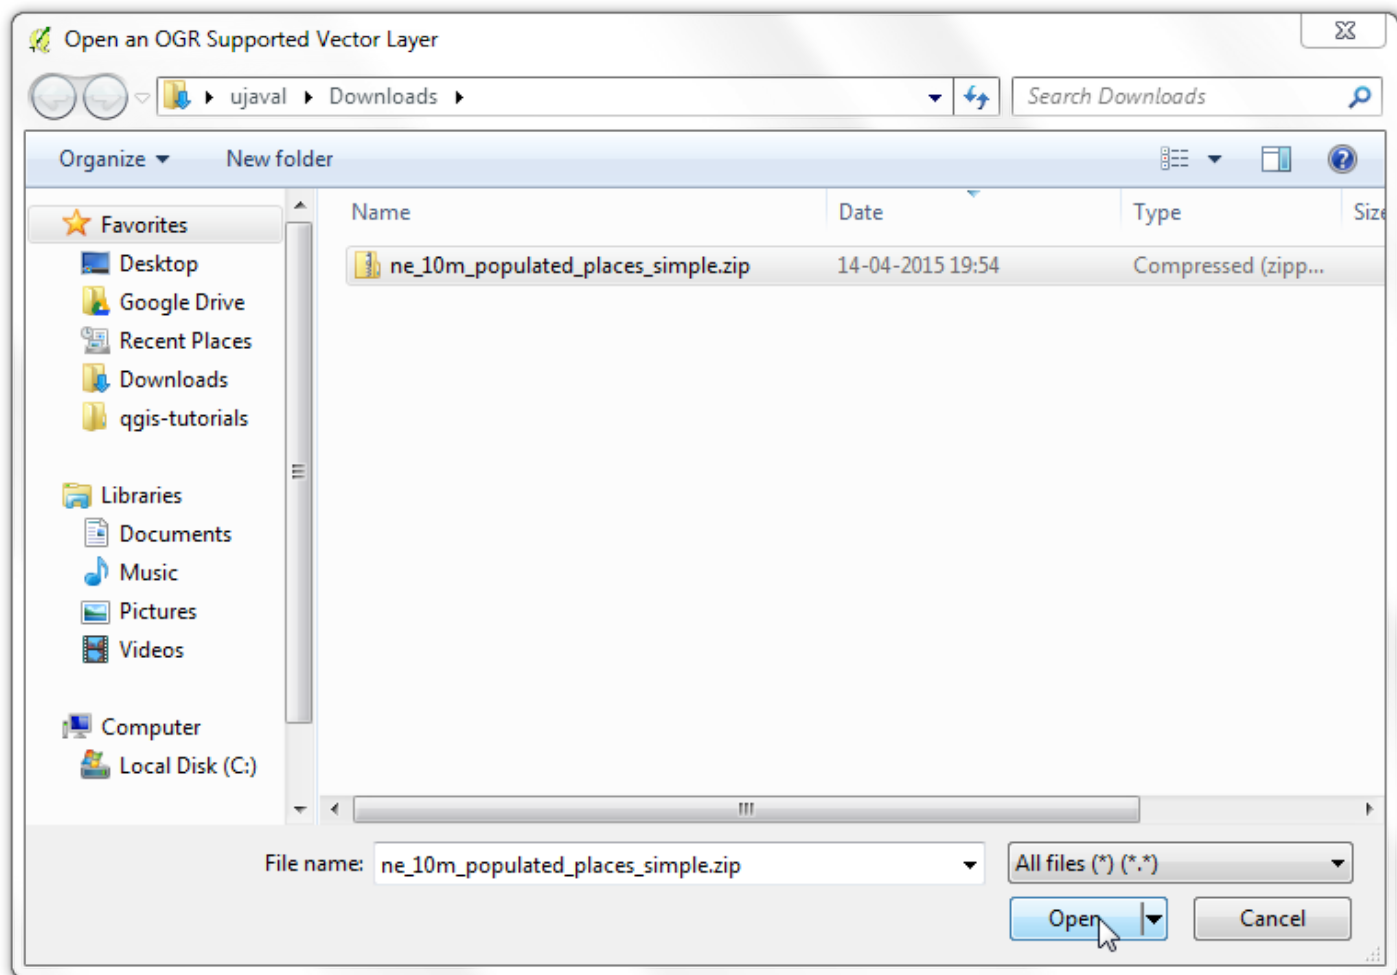 Open an OGR Supported Vector Layer
ujaval Downloads Search Downloads
Organize New folder
Name Date Type Size
Favorites
ne_10m_populated_places_simple.zip 14-04-2015 19:54 Compressed (zipp...
Desktop
Google Drive
Recent Places
Downloads
qgis-tutorials
Libraries
Documents
Music
Pictures
Videos
Computer
Local Disk (C:)
File name: ne_10m_populated_places_simple.zip All files (*) (*.*)
Open Cancel